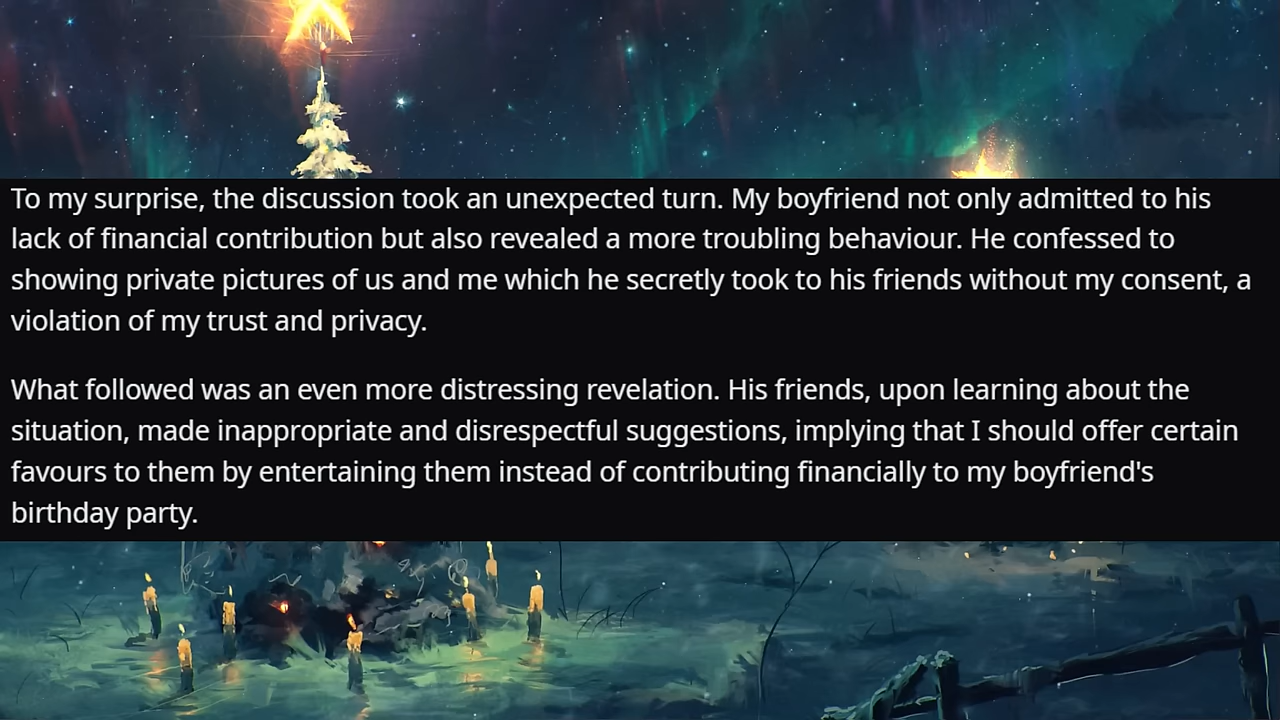 To my surprise, the discussion took an unexpected turn. My boyfriend not only admitted to his
lack of financial contribution but also revealed a more troubling behaviour. He confessed to
showing private pictures of us and me which he secretly took to his friends without my consent, a
violation of my trust and privacy.
What followed was an even more distressing revelation. His friends, upon learning about the
situation, made inappropriate and disrespectful suggestions, implying that I should offer certain
favours to them by entertaining them instead of contributing financially to my boyfriend's
birthday party.